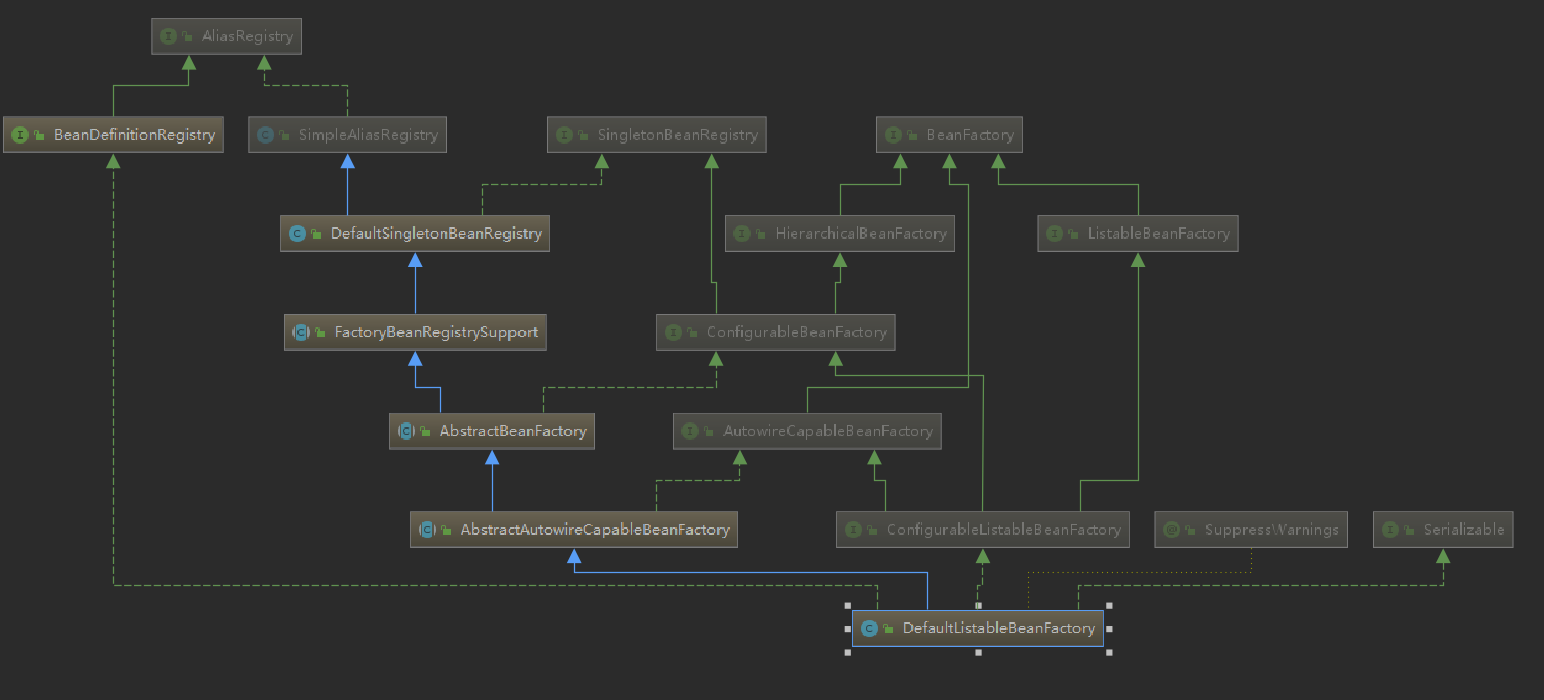 AliasRegistry
BeanDefinitionRegistry
SimpleAliasRegistry
SingletonBeanRegistry
BeanFactory
DefaultSingletonBeanRegistry
HierarchicalBeanFactory
ListableBeanFactory
FactoryBeanRegistrySupport
ConfigurableBeanFactory
AbstractBeanFactory
AutowireCapableBeanFactory
AbstractAutowireCapableBeanFactory
ConfigurableListableBeanFactory
SuppressWarnings
Serializable
DefaultListableBeanFactory